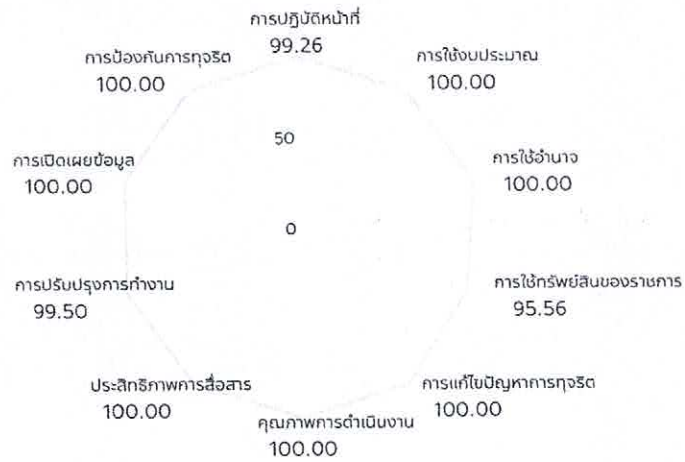 การปฏิบัติหน้าที่
99.26
การป้องกันการทุจริต
100.00
การใช้งบประมาณ
100.00
50
การเปิดเผยข้อมูล
100.00
การใช้อำนาจ
100.00
0
การปรับปรุงการทำงาน
99.50
การใช้ทรัพย์สินของราชการ
95.56
ประสิทธิภาพการสื่อสาร
100.00
การแก้ไขปัญหาการทุจริต
100.00
คุณภาพการดำเนินงาน
100.00